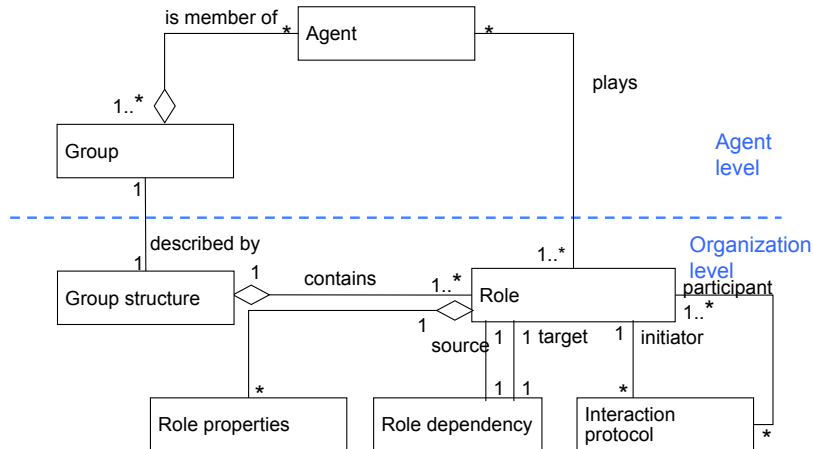 is member of
*
Agent
*
plays
1..*
Group
Agent
level
1
described by
1
1..*
Organization
level
Group structure
1
contains
1..*
Role
participant
1..*
1
source
1
1
target
1
initiator
*
1
1
*
*
Role properties
Role dependency
Interaction
protocol